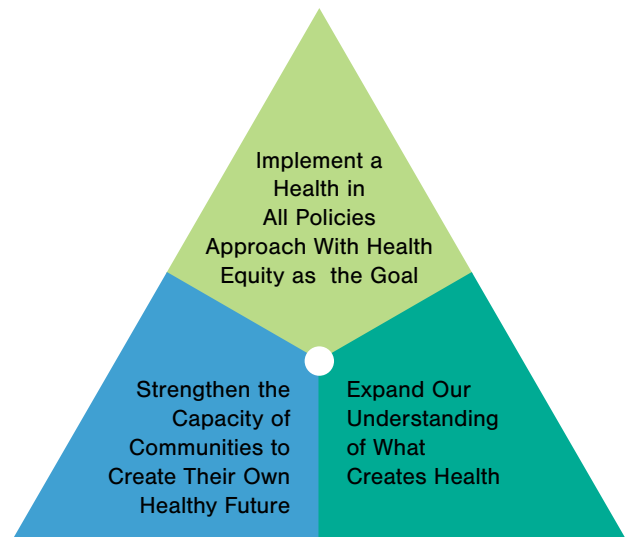 Implement a
Health in
All Policies
Approach With Health
Equity as the Goal
Strengthen the
Capacity of
Communities to
Create Their Own
Healthy Future
Expand Our
Understanding
of What
Creates Health